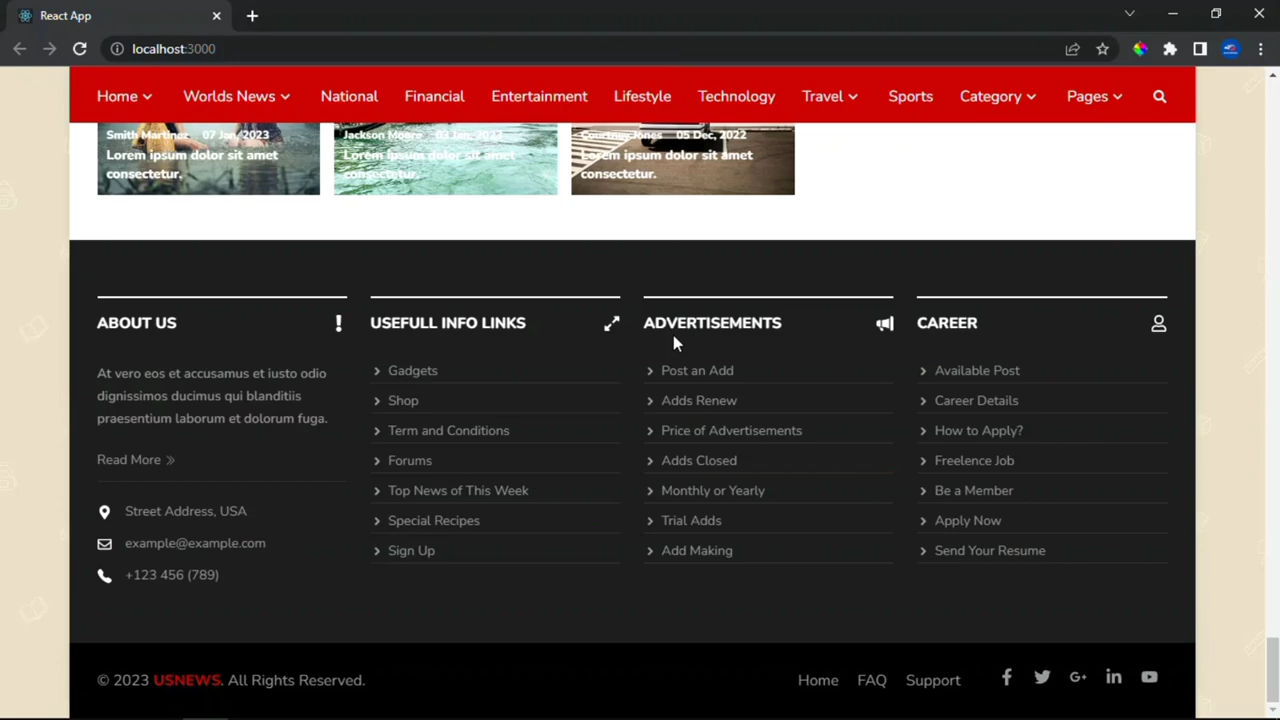 React App
localhost:3000
Home Worlds News National Financial Entertainment Lifestyle Technology Travel Sports Category Pages
Smith Martinez 07 Jan, 2023
Lorem ipsum dolor sit amet
consectetur.
Jackson Moore 03 Jan, 2022
Lorem ipsum dolor sit amet
consectetur.
Courtney Jones 05 Dec, 2022
Lorem ipsum dolor sit amet
consectetur.
ABOUT US
At vero eos et accusamus et iusto odio
dignissimos ducimus qui blanditiis
praesentium laborum et dolorum fuga.
Read More
Street Address, USA
example@example.com
+123 456 (789)
USEFULL INFO LINKS
Gadgets
Shop
Term and Conditions
Forums
Top News of This Week
Special Recipes
Sign Up
ADVERTISEMENTS
Post an Add
Adds Renew
Price of Advertisements
Adds Closed
Monthly or Yearly
Trial Adds
Add Making
CAREER
Available Post
Career Details
How to Apply?
Freelence Job
Be a Member
Apply Now
Send Your Resume
© 2023 USNEWS. All Rights Reserved.
Home FAQ Support